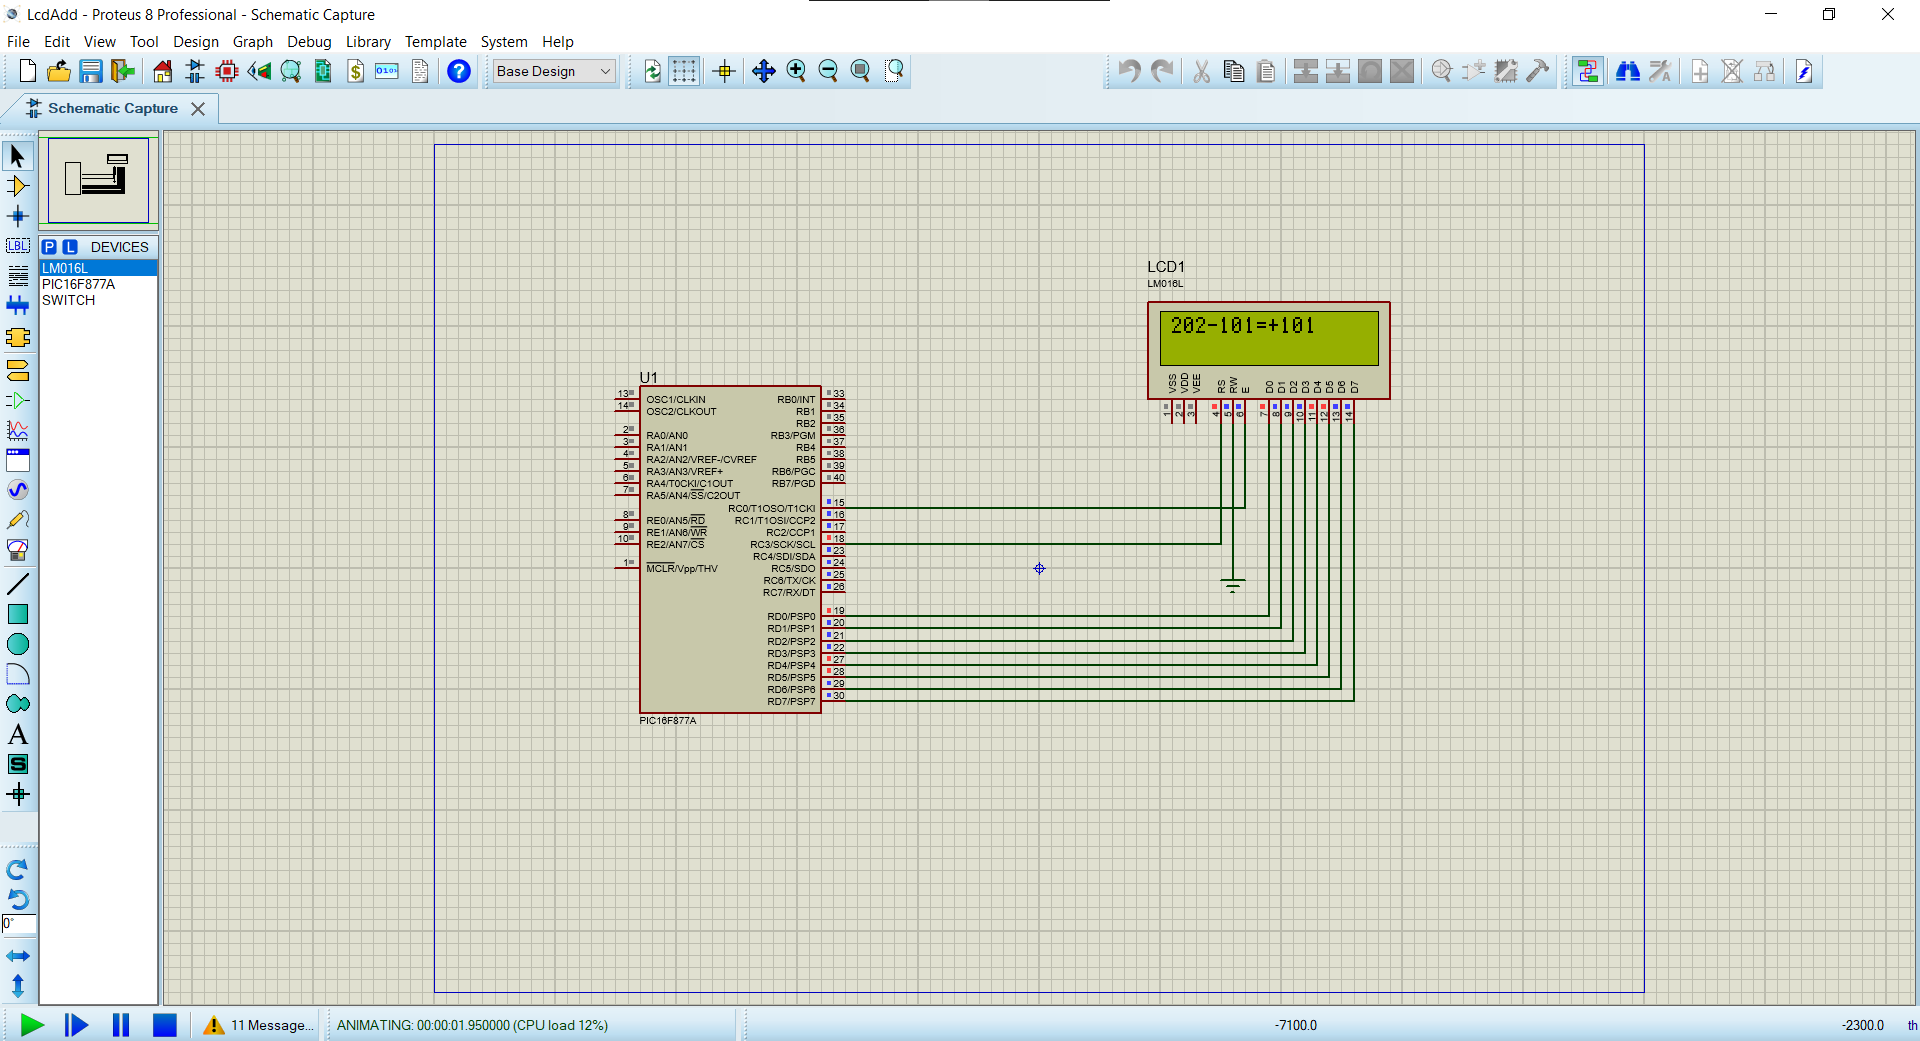 LcdAdd - Proteus 8 Professional - Schematic Capture
File Edit View Tool Design Graph Debug Library Template System Help
$ 0101 ? Base Design
Schematic Capture
LBL
P L DEVICES
LM016L
PIC16F877A
SWITCH
A
S
0°
LCD1
LM016L
202-101=+101
VSS VDD VEE RS RW E D0 D1 D2 D3 D4 D5 D6 D7
1 2 3 4 5 6 7 8 9 10 11 12 13 14
U1
13 OSC1/CLKIN RB0/INT 33
14 OSC2/CLKOUT RB1 34
RB2 35
2 RA0/AN0 RB3/PGM 36
3 RA1/AN1 RB4 37
4 RA2/AN2/VREF-/CVREF RB5 38
5 RA3/AN3/VREF+ RB6/PGC 39
6 RA4/T0CKI/C1OUT RB7/PGD 40
7 RA5/AN4/SS/C2OUT
RC0/T1OSO/T1CKI 15
8 RE0/AN5/RD RC1/T1OSI/CCP2 16
9 RE1/AN6/WR RC2/CCP1 17
10 RE2/AN7/CS RC3/SCK/SCL 18
RC4/SDI/SDA 23
1 MCLR/Vpp/THV RC5/SDO 24
RC6/TX/CK 25
RC7/RX/DT 26
RD0/PSP0 19
RD1/PSP1 20
RD2/PSP2 21
RD3/PSP3 22
RD4/PSP4 27
RD5/PSP5 28
RD6/PSP6 29
RD7/PSP7 30
PIC16F877A
11 Message... ANIMATING: 00:00:01.950000 (CPU load 12%) -7100.0 -2300.0 th